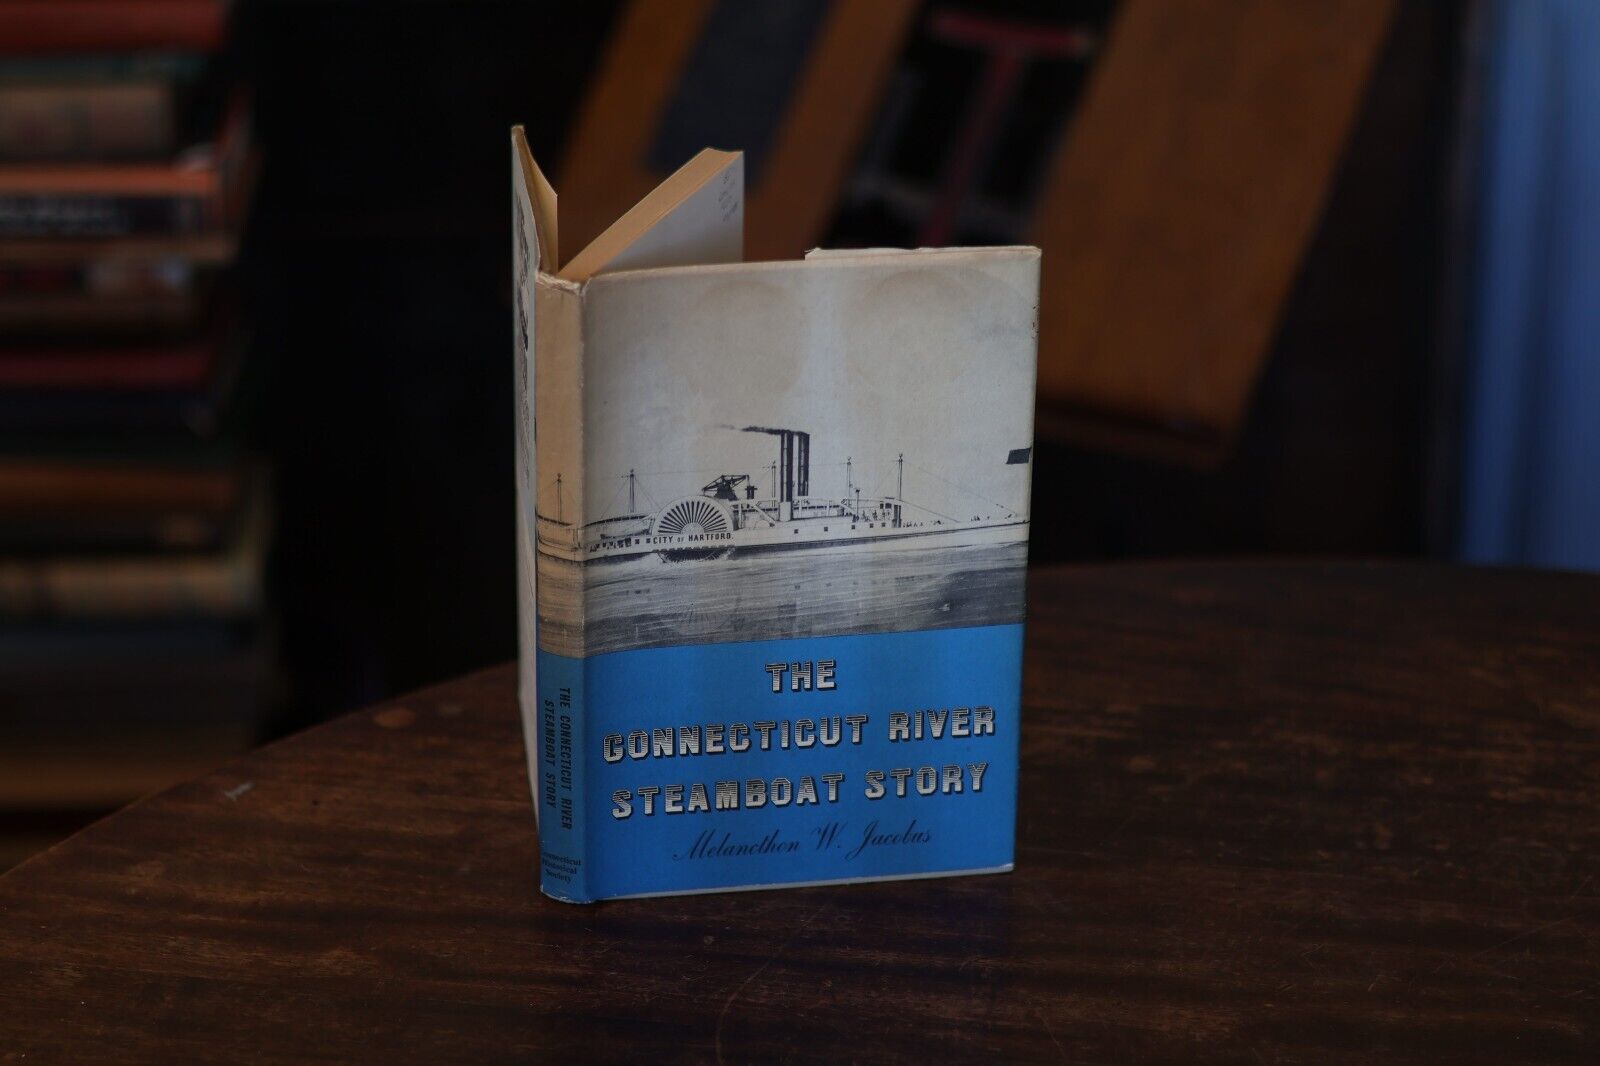 CITY OF HARTFORD.
THE
CONNECTICUT RIVER
STEAMBOAT STORY
Melancthon W. Jacobus
THE CONNECTICUT RIVER
STEAMBOAT STORY
Connecticut
Historical
Society